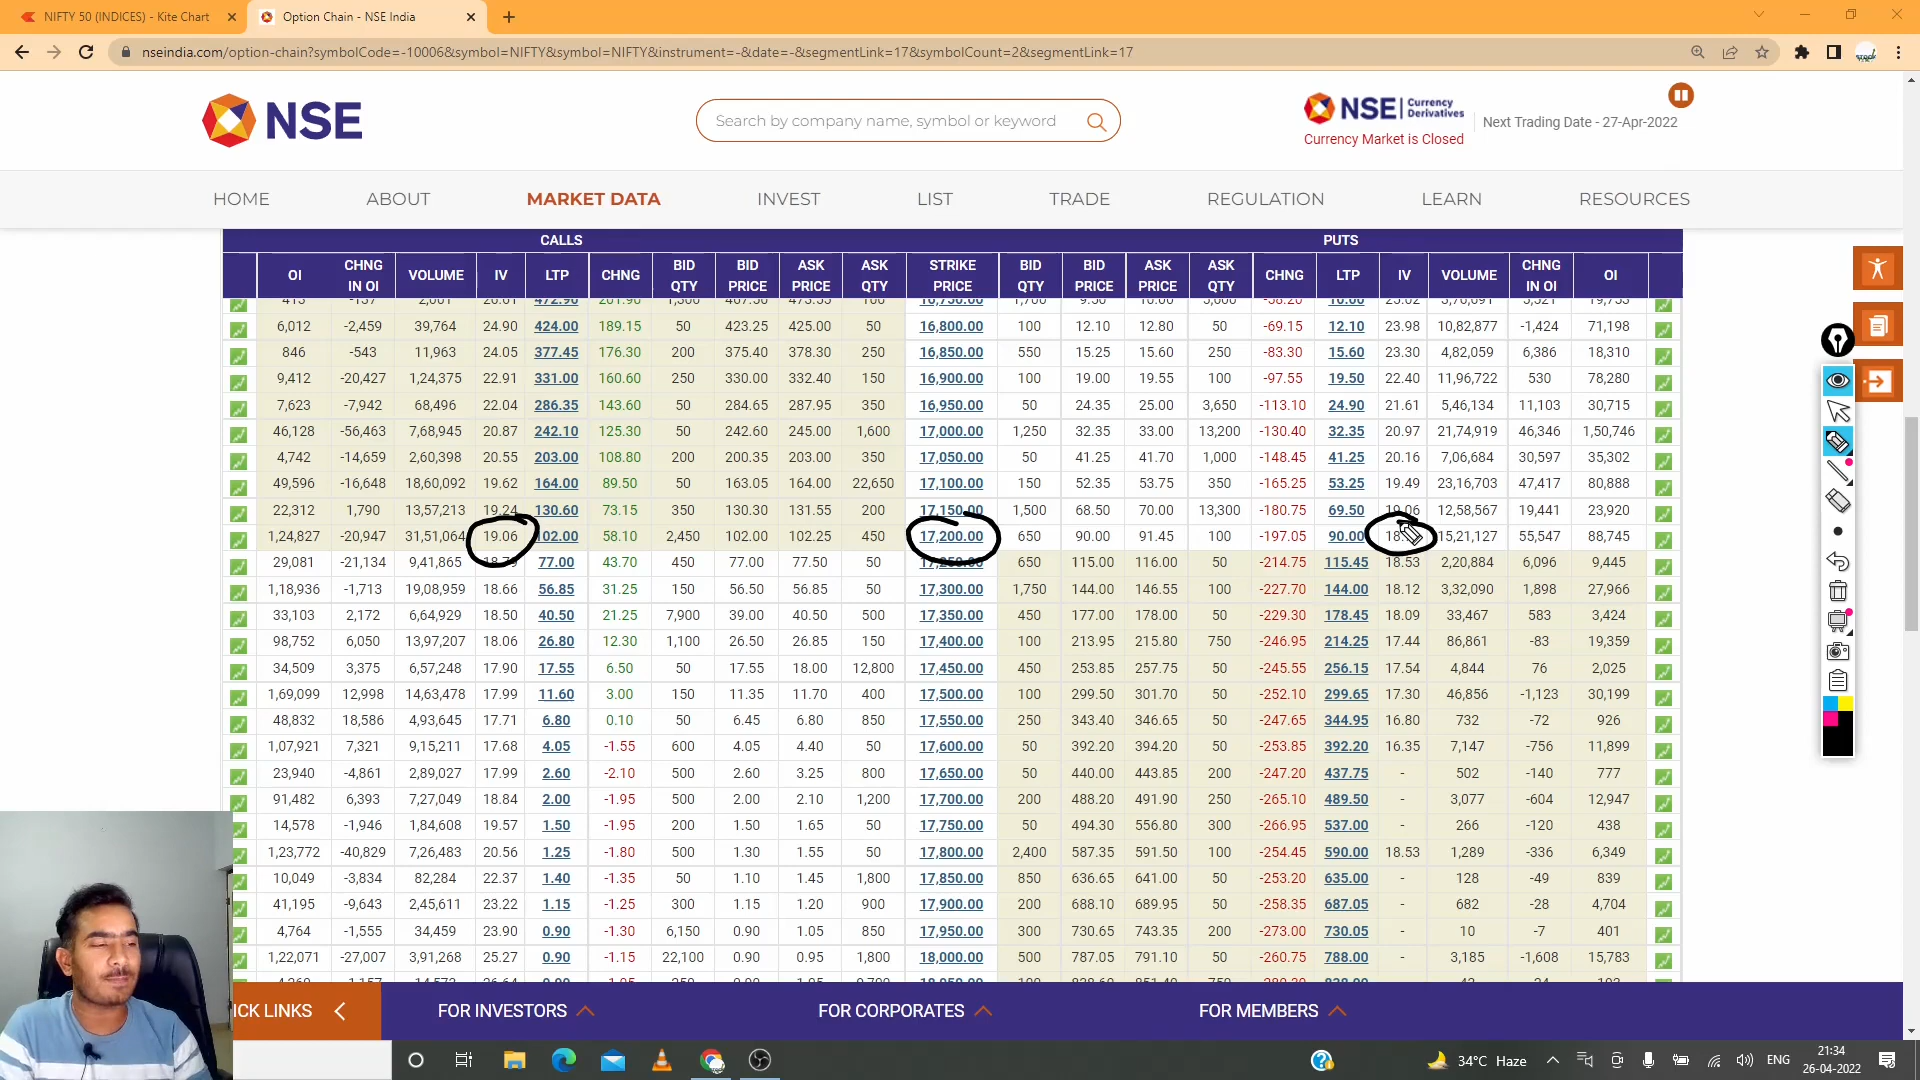 NIFTY 50 (INDICES) - Kite Chart
Option Chain - NSE India
nseindia.com/option-chain?symbolCode=-10006&symbol=NIFTY&symbol=NIFTY&instrument=-&date=-&segmentLink=17&symbolCount=2&segmentLink=17
NSE
Search by company name, symbol or keyword
NSE Currency Derivatives
Currency Market is Closed
Next Trading Date - 27-Apr-2022
HOME ABOUT MARKET DATA INVEST LIST TRADE REGULATION LEARN RESOURCES
CALLS PUTS
OI CHNG IN OI VOLUME IV LTP CHNG BID QTY BID PRICE ASK PRICE ASK QTY STRIKE PRICE BID QTY BID PRICE ASK PRICE ASK QTY CHNG LTP IV VOLUME CHNG IN OI OI
6,012 -2,459 39,764 24.90 424.00 189.15 50 423.25 425.00 50 16,800.00 100 12.10 12.80 50 -69.15 12.10 23.98 10,82,877 -1,424 71,198
846 -543 11,963 24.05 377.45 176.30 200 375.40 378.30 250 16,850.00 550 15.25 15.60 250 -83.30 15.60 23.30 4,82,059 6,386 18,310
9,412 -20,427 1,24,375 22.91 331.00 160.60 250 330.00 332.40 150 16,900.00 100 19.00 19.55 100 -97.55 19.50 22.40 11,96,722 530 78,280
7,623 -7,942 68,496 22.04 286.35 143.60 50 284.65 287.95 350 16,950.00 50 24.35 25.00 3,650 -113.10 24.90 21.61 5,46,134 11,103 30,715
46,128 -56,463 7,68,945 20.87 242.10 125.30 50 242.60 245.00 1,600 17,000.00 1,250 32.35 33.00 13,200 -130.40 32.35 20.97 21,74,919 46,346 1,50,746
4,742 -14,659 2,60,398 20.55 203.00 108.80 200 200.35 203.00 350 17,050.00 50 41.25 41.70 1,000 -148.45 41.25 20.16 7,06,684 30,597 35,302
49,596 -16,648 18,60,092 19.62 164.00 89.50 50 163.05 164.00 22,650 17,100.00 150 52.35 53.75 350 -165.25 53.25 19.49 23,16,703 47,417 80,888
22,312 1,790 13,57,213 19.24 130.60 73.15 350 130.30 131.55 200 17,150.00 1,500 68.50 70.00 13,300 -180.75 69.50 19.06 12,58,567 19,441 23,920
1,24,827 -20,947 31,51,064 19.06 102.00 58.10 2,450 102.00 102.25 450 17,200.00 650 90.00 91.45 100 -197.05 90.00 15,21,127 55,547 88,745
29,081 -21,134 9,41,865 77.00 43.70 450 77.00 77.50 50 17,250.00 650 115.00 116.00 50 -214.75 115.45 18.53 2,20,884 6,096 9,445
1,18,936 -1,713 19,08,959 18.66 56.85 31.25 150 56.50 56.85 50 17,300.00 1,750 144.00 146.55 100 -227.70 144.00 18.12 3,32,090 1,898 27,966
33,103 2,172 6,64,929 18.50 40.50 21.25 7,900 39.00 40.50 500 17,350.00 450 177.00 178.00 50 -229.30 178.45 18.09 33,467 583 3,424
98,752 6,050 13,97,207 18.06 26.80 12.30 1,100 26.50 26.85 150 17,400.00 100 213.95 215.80 750 -246.95 214.25 17.44 86,861 -83 19,359
34,509 3,375 6,57,248 17.90 17.55 6.50 50 17.55 18.00 12,800 17,450.00 450 253.85 257.75 50 -245.55 256.15 17.54 4,844 76 2,025
1,69,099 12,998 14,63,478 17.99 11.60 3.00 150 11.35 11.70 400 17,500.00 100 299.50 301.70 50 -252.10 299.65 17.30 46,856 -1,123 30,199
48,832 18,586 4,93,645 17.71 6.80 0.10 50 6.45 6.80 850 17,550.00 250 343.40 346.65 50 -247.65 344.95 16.80 732 -72 926
1,07,921 7,321 9,15,211 17.68 4.05 -1.55 600 4.05 4.40 50 17,600.00 50 392.20 394.20 50 -253.85 392.20 16.35 7,147 -756 11,899
23,940 -4,861 2,89,027 17.99 2.60 -2.10 500 2.60 3.25 800 17,650.00 50 440.00 443.85 200 -247.20 437.75 - 502 -140 777
91,482 6,393 7,27,049 18.84 2.00 -1.95 500 2.00 2.10 1,200 17,700.00 200 488.20 491.90 250 -265.10 489.50 - 3,077 -604 12,947
14,578 -1,946 1,84,608 19.57 1.50 -1.95 200 1.50 1.65 50 17,750.00 50 494.30 556.80 300 -266.95 537.00 - 266 -120 438
1,23,772 -40,829 7,26,483 20.56 1.25 -1.80 500 1.30 1.55 50 17,800.00 2,400 587.35 591.50 100 -254.45 590.00 18.53 1,289 -336 6,349
10,049 -3,834 82,284 22.37 1.40 -1.35 50 1.10 1.45 1,800 17,850.00 850 636.65 641.00 50 -253.20 635.00 - 128 -49 839
41,195 -9,643 2,45,611 23.22 1.15 -1.25 300 1.15 1.20 900 17,900.00 200 688.10 689.95 50 -258.35 687.05 - 682 -28 4,704
4,764 -1,555 34,459 23.90 0.90 -1.30 6,150 0.90 1.05 850 17,950.00 300 730.65 743.35 200 -273.00 730.05 - 10 -7 401
1,22,071 -27,007 3,91,268 25.27 0.90 -1.15 22,100 0.90 0.95 1,800 18,000.00 500 787.05 791.10 50 -260.75 788.00 - 3,185 -1,608 15,783
ICK LINKS FOR INVESTORS FOR CORPORATES FOR MEMBERS
34°C Haze ENG 21:34
26-04-2022